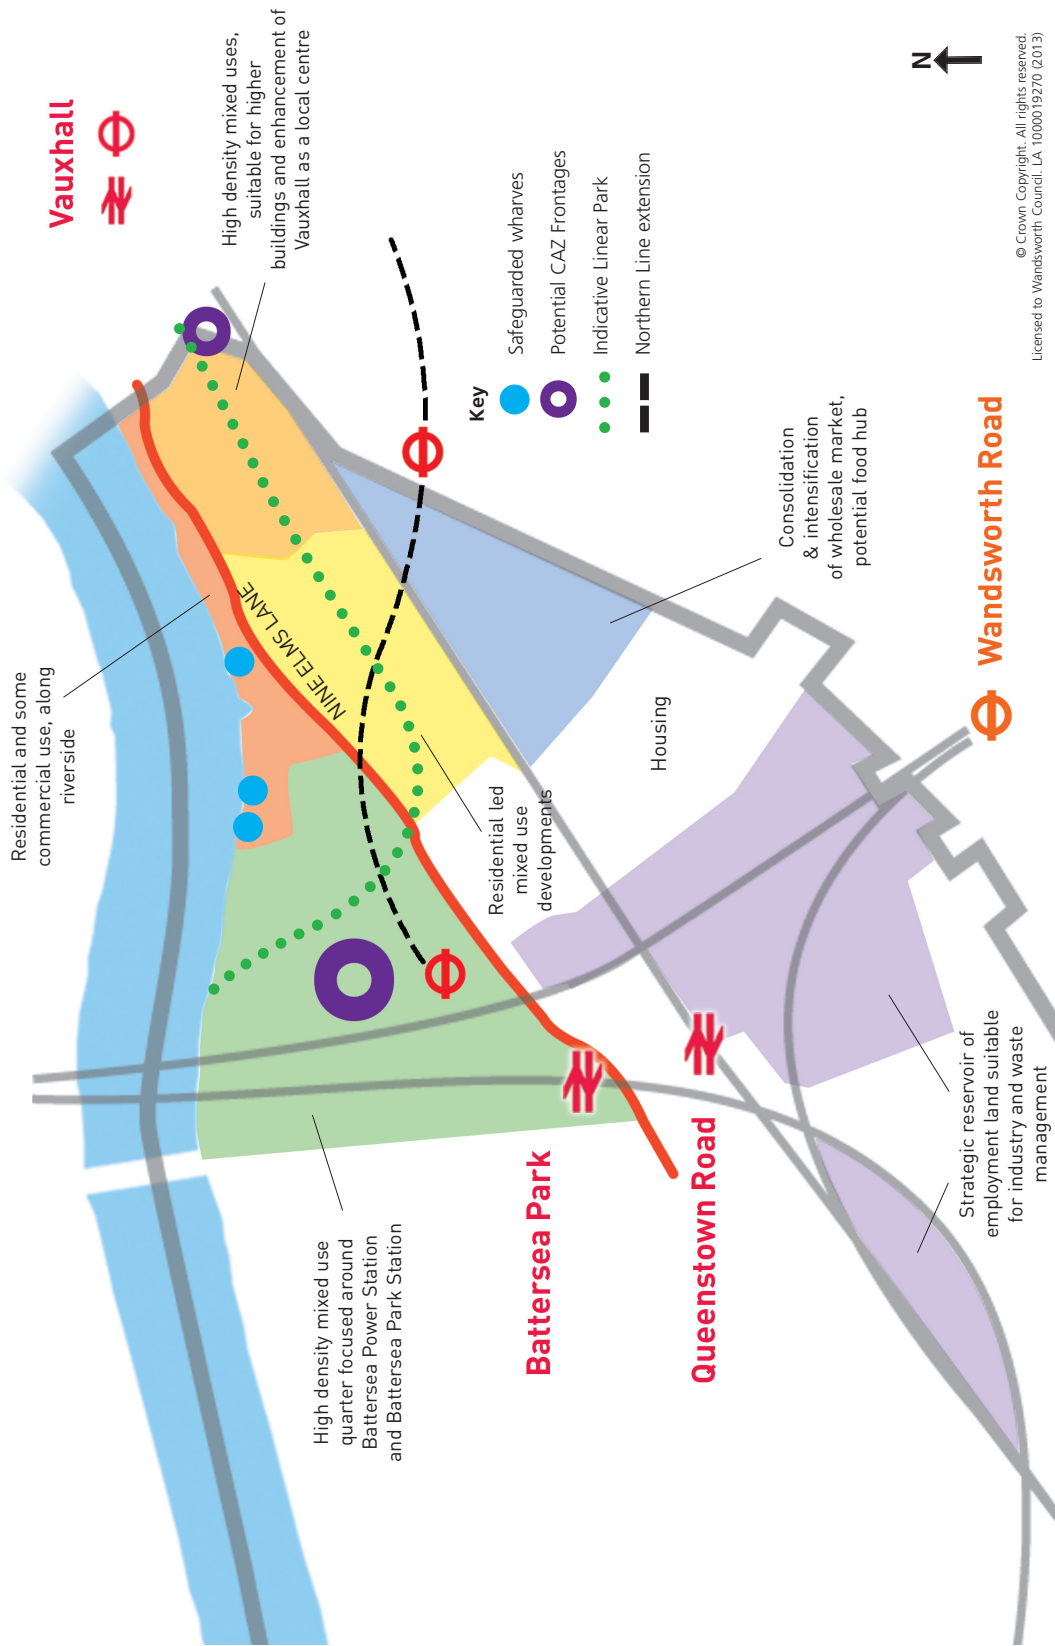 Vauxhall
High density mixed uses,
suitable for higher
buildings and enhancement of
Vauxhall as a local centre
Residential and some
commercial use, along
riverside
NINE ELMS LANE
High density mixed use
quarter focused around
Battersea Power Station
and Battersea Park Station
Residential led
mixed use
developments
Battersea Park
Queenstown Road
Housing
Consolidation
& intensification
of wholesale market,
potential food hub
Strategic reservoir of
employment land suitable
for industry and waste
management
Wandsworth Road
Key
Safeguarded wharves
Potential CAZ Frontages
Indicative Linear Park
Northern Line extension
N
© Crown Copyright. All rights reserved.
Licensed to Wandsworth Council. LA 1000019270 (2013)